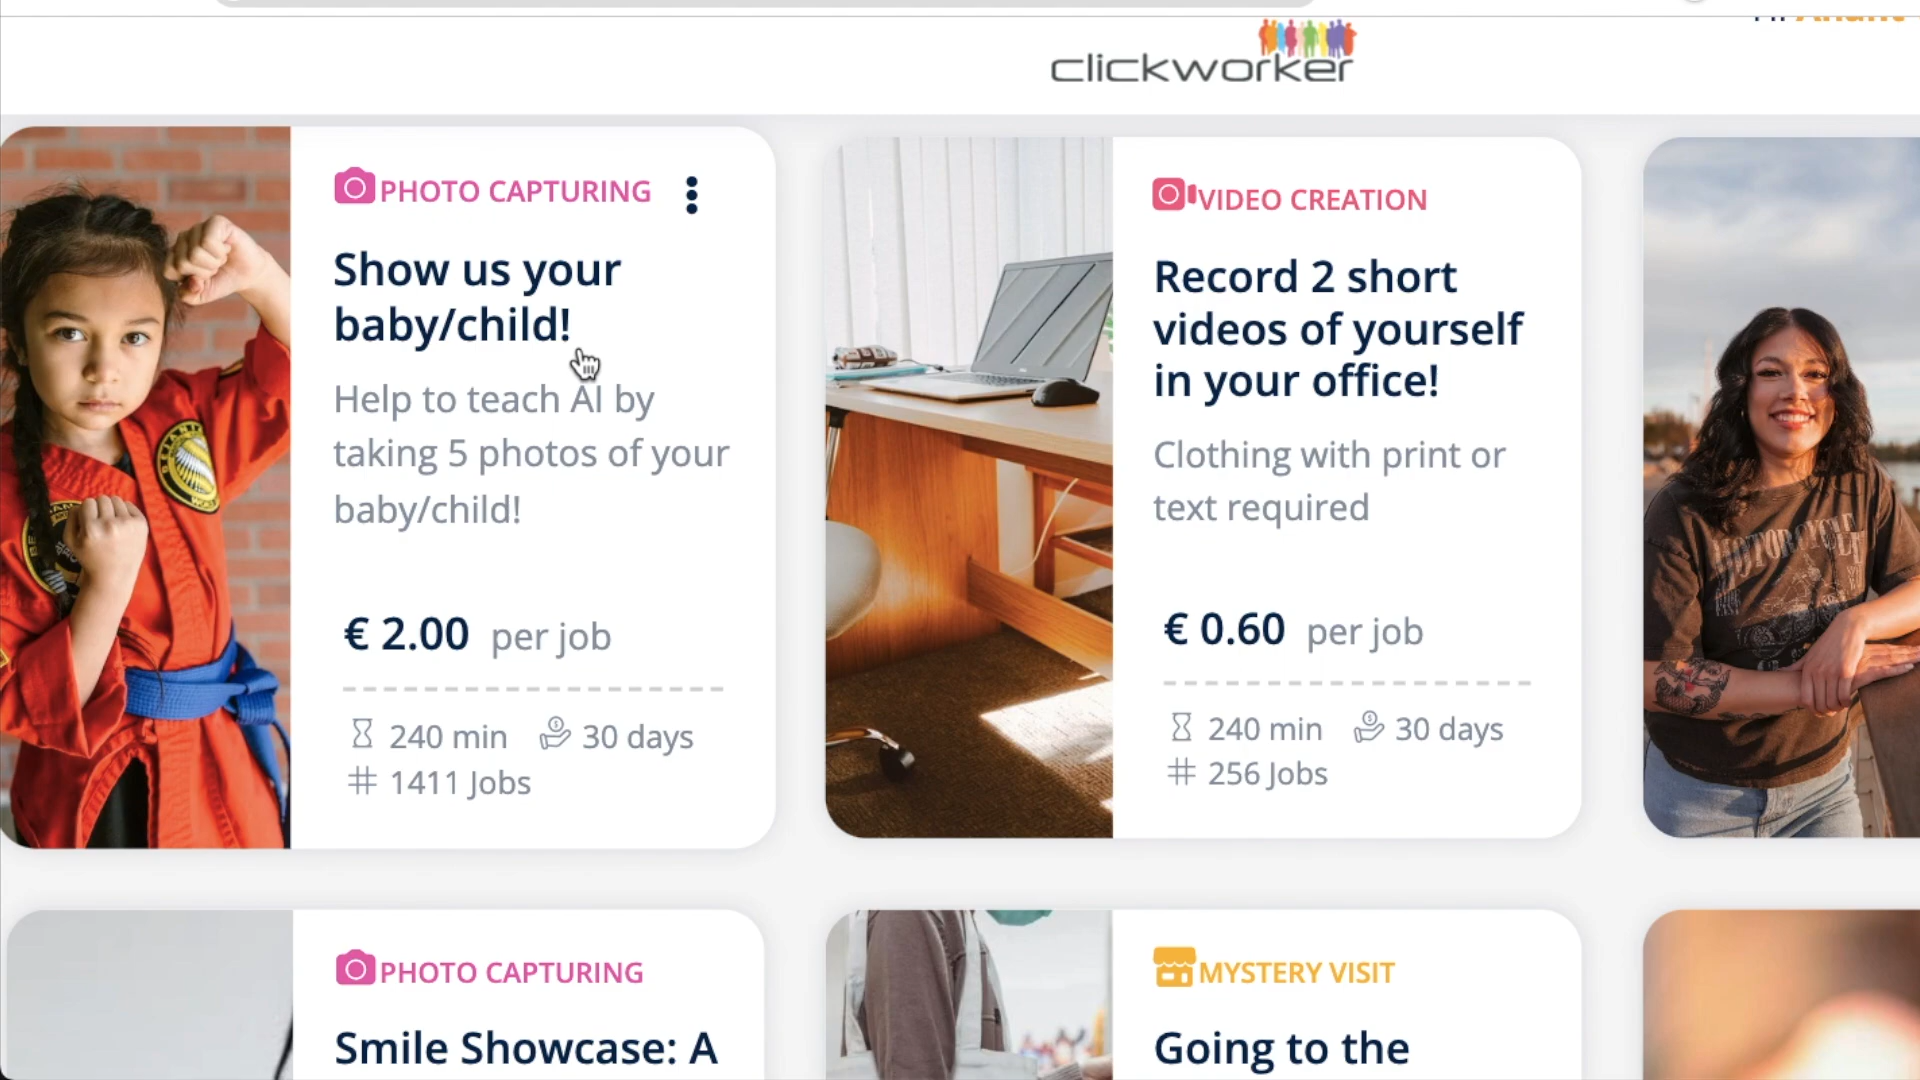 clickworker
PHOTO CAPTURING
Show us your
baby/child!
Help to teach AI by
taking 5 photos of your
baby/child!
€ 2.00 per job
240 min 30 days
1411 Jobs
VIDEO CREATION
Record 2 short
videos of yourself
in your office!
Clothing with print or
text required
€ 0.60 per job
240 min 30 days
256 Jobs
MOTORCYCLE
PHOTO CAPTURING
Smile Showcase: A
MYSTERY VISIT
Going to the